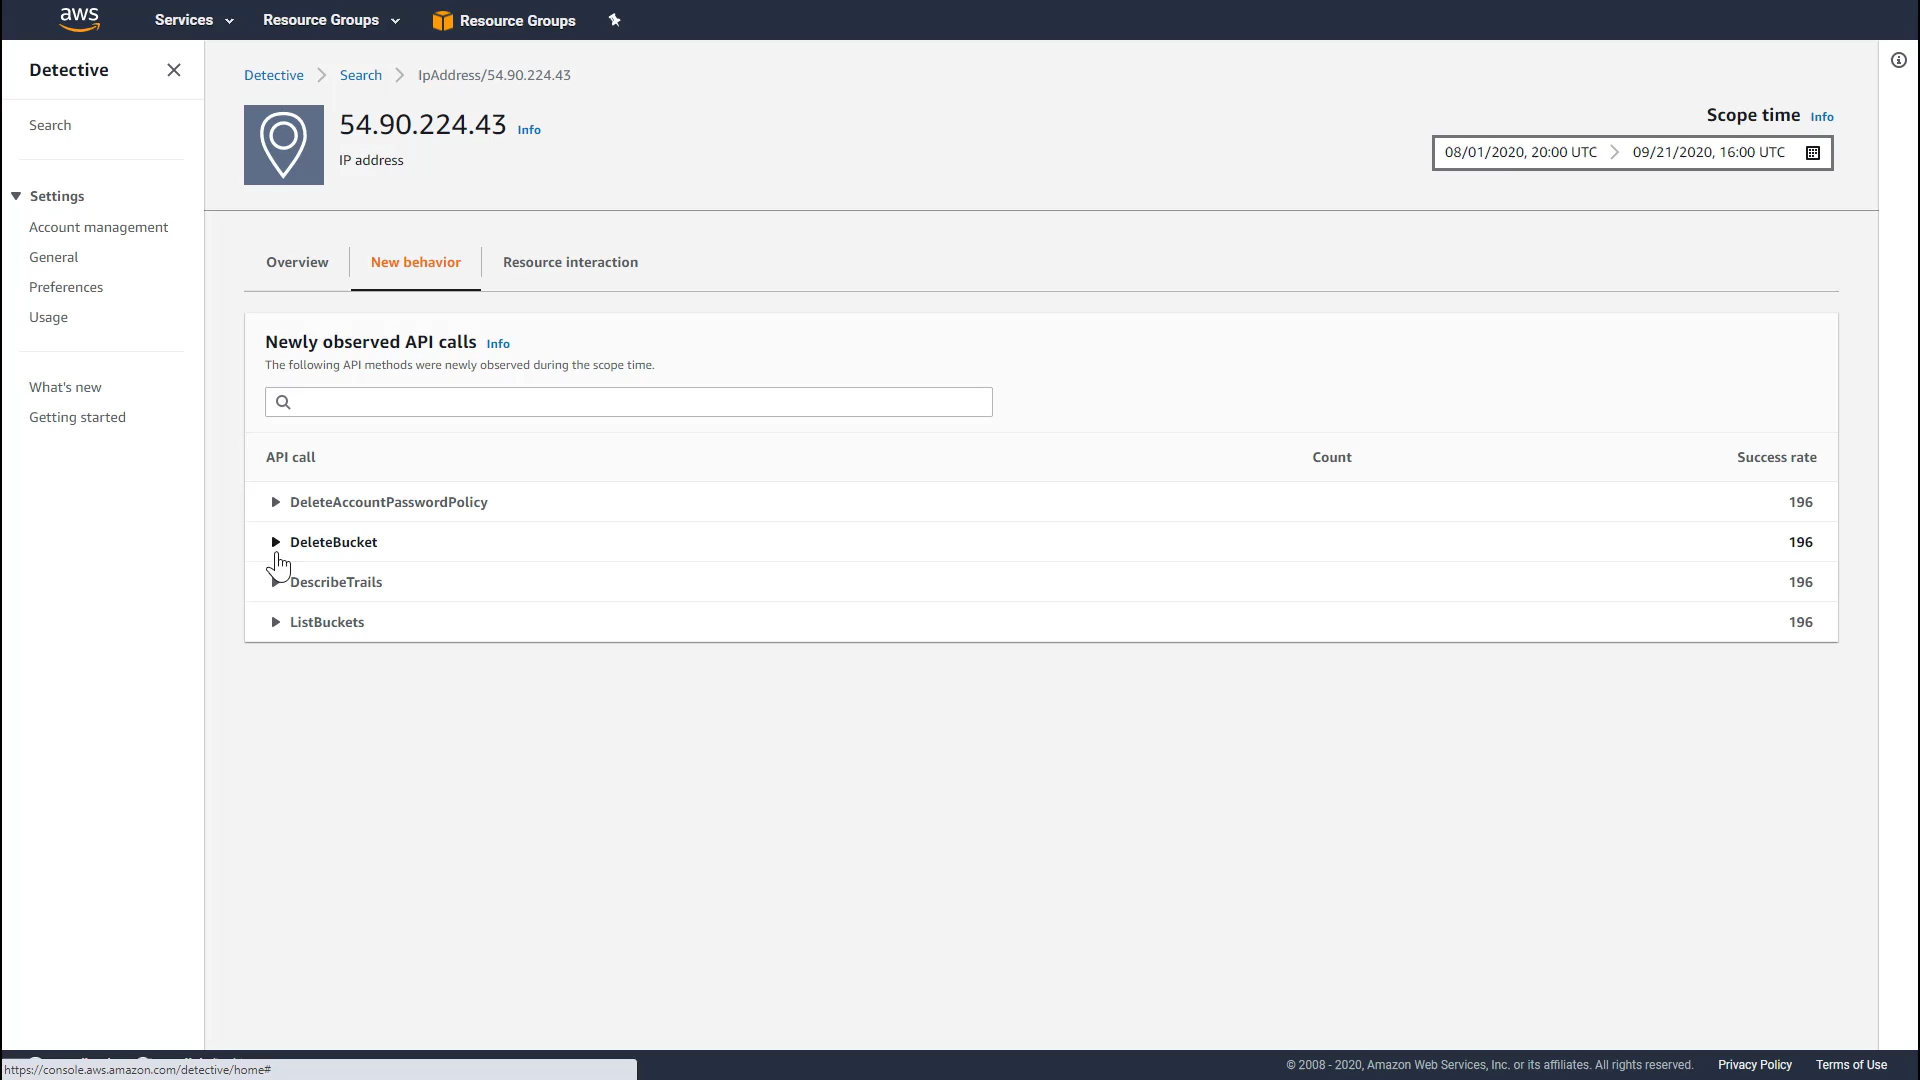 aws
Services
Resource Groups
Resource Groups
Detective
Search
Settings
Account management
General
Preferences
Usage
What's new
Getting started
Detective
Search
IpAddress/54.90.224.43
54.90.224.43 Info
IP address
Scope time Info
08/01/2020, 20:00 UTC
09/21/2020, 16:00 UTC
Overview
New behavior
Resource interaction
Newly observed API calls Info
The following API methods were newly observed during the scope time.
API call Count Success rate
DeleteAccountPasswordPolicy 196
DeleteBucket 196
DescribeTrails 196
ListBuckets 196
https://console.aws.amazon.com/detective/home#
© 2008 - 2020, Amazon Web Services, Inc. or its affiliates. All rights reserved.
Privacy Policy
Terms of Use